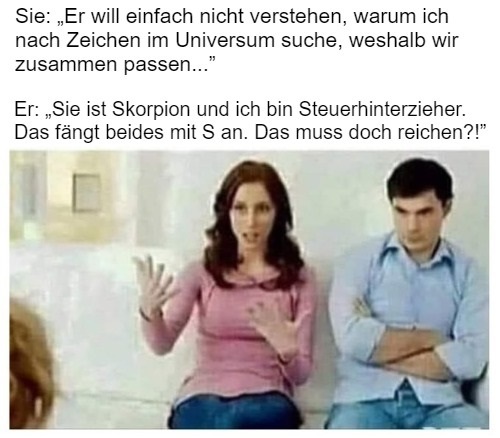 Sie: „Er will einfach nicht verstehen, warum ich
nach Zeichen im Universum suche, weshalb wir
zusammen passen...”
Er: „Sie ist Skorpion und ich bin Steuerhinterzieher.
Das fängt beides mit S an. Das muss doch reichen?!”